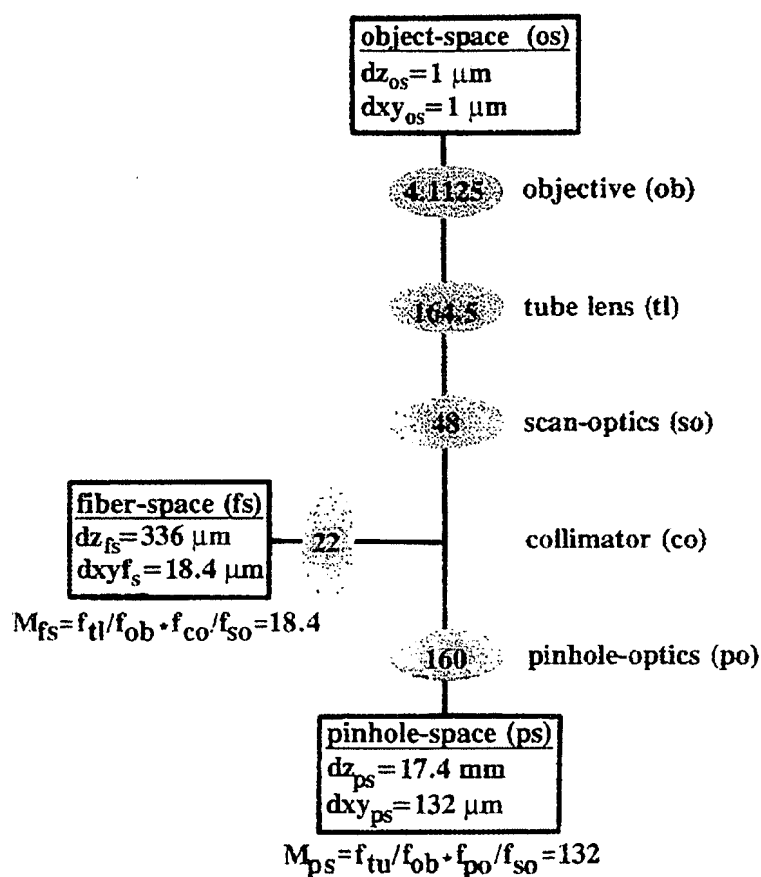 object-space (os)
dz_os=1 µm
dxy_os=1 µm
4.1125 objective (ob)
164.5 tube lens (tl)
48 scan-optics (so)
fiber-space (fs)
dz_fs=336 µm
dxyf_s=18.4 µm
22 collimator (co)
M_fs=f_tl/f_ob*f_co/f_so=18.4
160 pinhole-optics (po)
pinhole-space (ps)
dz_ps=17.4 mm
dxy_ps=132 µm
M_ps=f_tu/f_ob*f_po/f_so=132